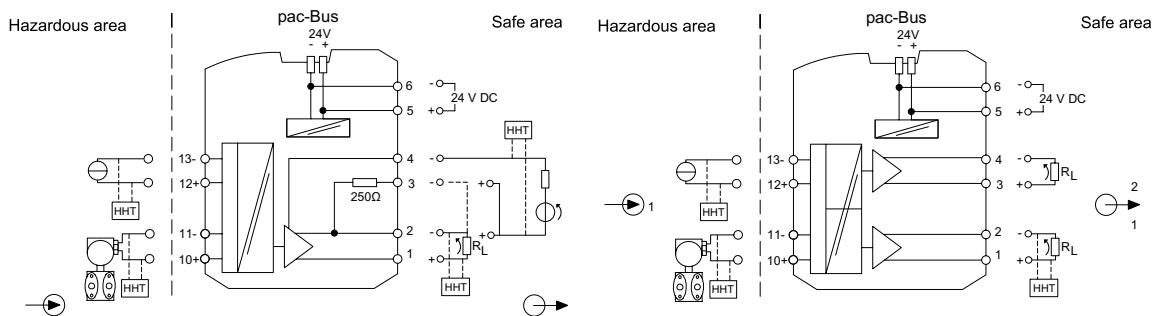 Hazardous area
pac-Bus
24V
- +
Safe area
6
-
24 V DC
5
+
HHT
13-
4
-
12+
3
-
+
250Ω
HHT
11-
2
-
+
RL
10+
1
+
HHT
HHT
Hazardous area
pac-Bus
24V
- +
Safe area
6
-
24 V DC
5
+
13-
4
-
RL
12+
3
+
HHT
1
2
1
11-
2
-
RL
10+
1
+
HHT
HHT